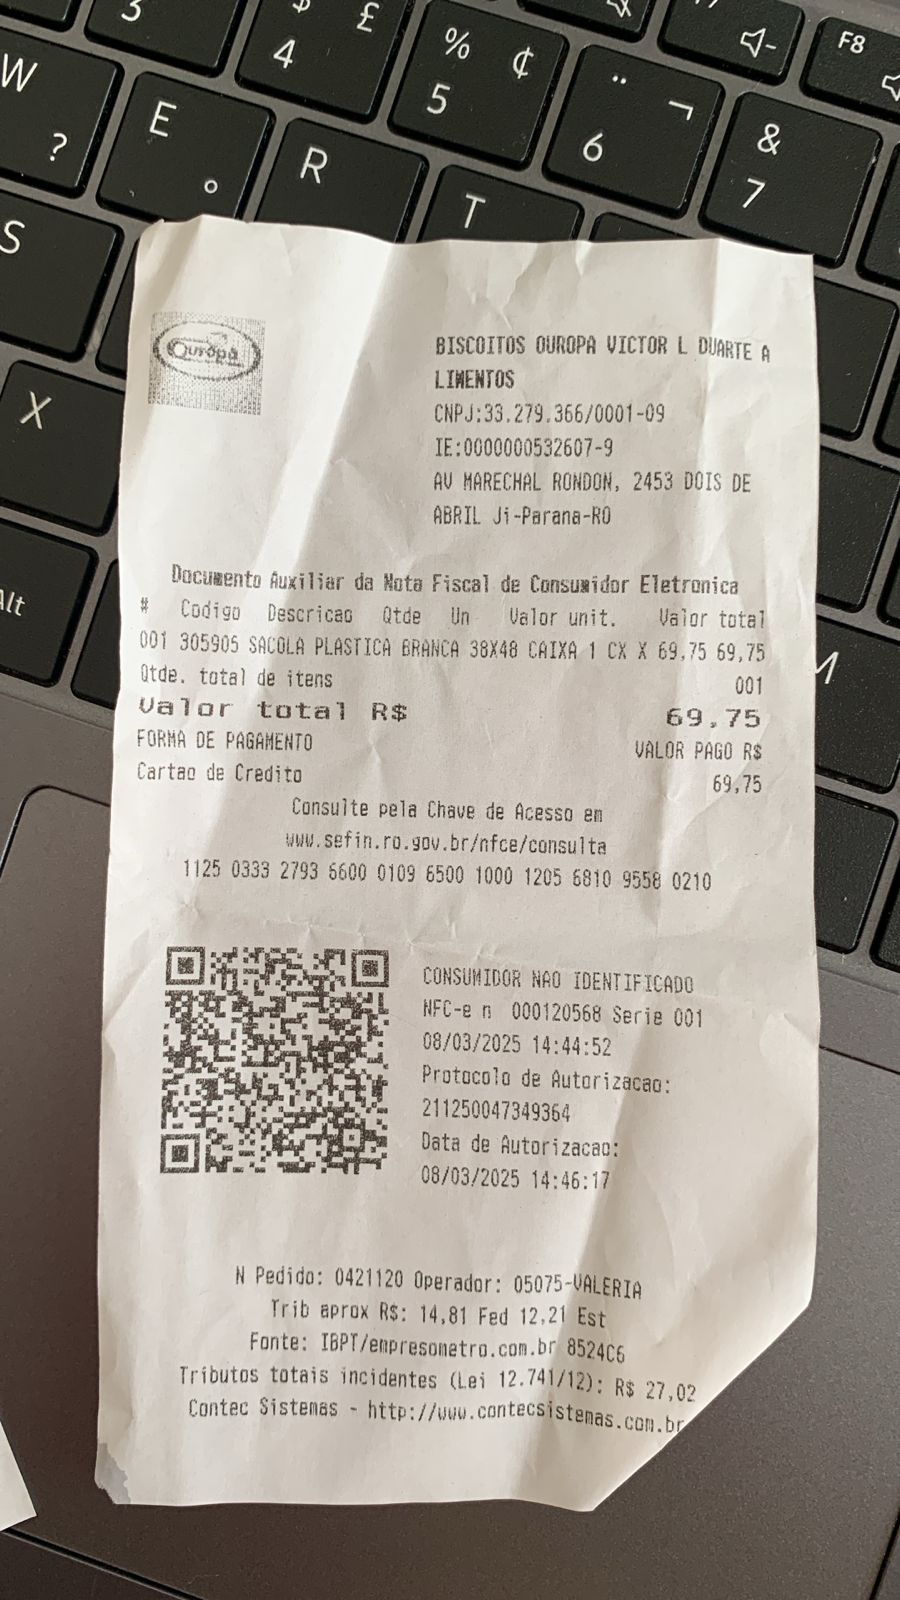 3
$ £
4
% ¢
5
¨ ¬
6
&
7
F8
W
?
E
°
R
T
S
X
Alt
M
Ouropa
BISCOITOS OUROPA VICTOR L DUARTE A
LIMENTOS
CNPJ:33.279.366/0001-09
IE:0000000532607-9
AV MARECHAL RONDON, 2453 DOIS DE
ABRIL Ji-Parana-RO
Documento Auxiliar da Nota Fiscal de Consumidor Eletronica
# Codigo Descricao Qtde Un Valor unit. Valor total
001 305905 SACOLA PLASTICA BRANCA 38X48 CAIXA 1 CX X 69,75 69,75
Qtde. total de itens 001
Valor total R$ 69,75
FORMA DE PAGAMENTO VALOR PAGO R$
Cartao de Credito 69,75
Consulte pela Chave de Acesso em
www.sefin.ro.gov.br/nfce/consulta
1125 0333 2793 6600 0109 6500 1000 1205 6810 9558 0210
CONSUMIDOR NAO IDENTIFICADO
NFC-e n 000120568 Serie 001
08/03/2025 14:44:52
Protocolo de Autorizacao:
211250047349364
Data de Autorizacao:
08/03/2025 14:46:17
N Pedido: 0421120 Operador: 05075-VALERIA
Trib aprox R$: 14,81 Fed 12,21 Est
Fonte: IBPT/empresometro.com.br 8524C6
Tributos totais incidentes (Lei 12.741/12): R$ 27,02
Contec Sistemas - http://www.contecsistemas.com.br